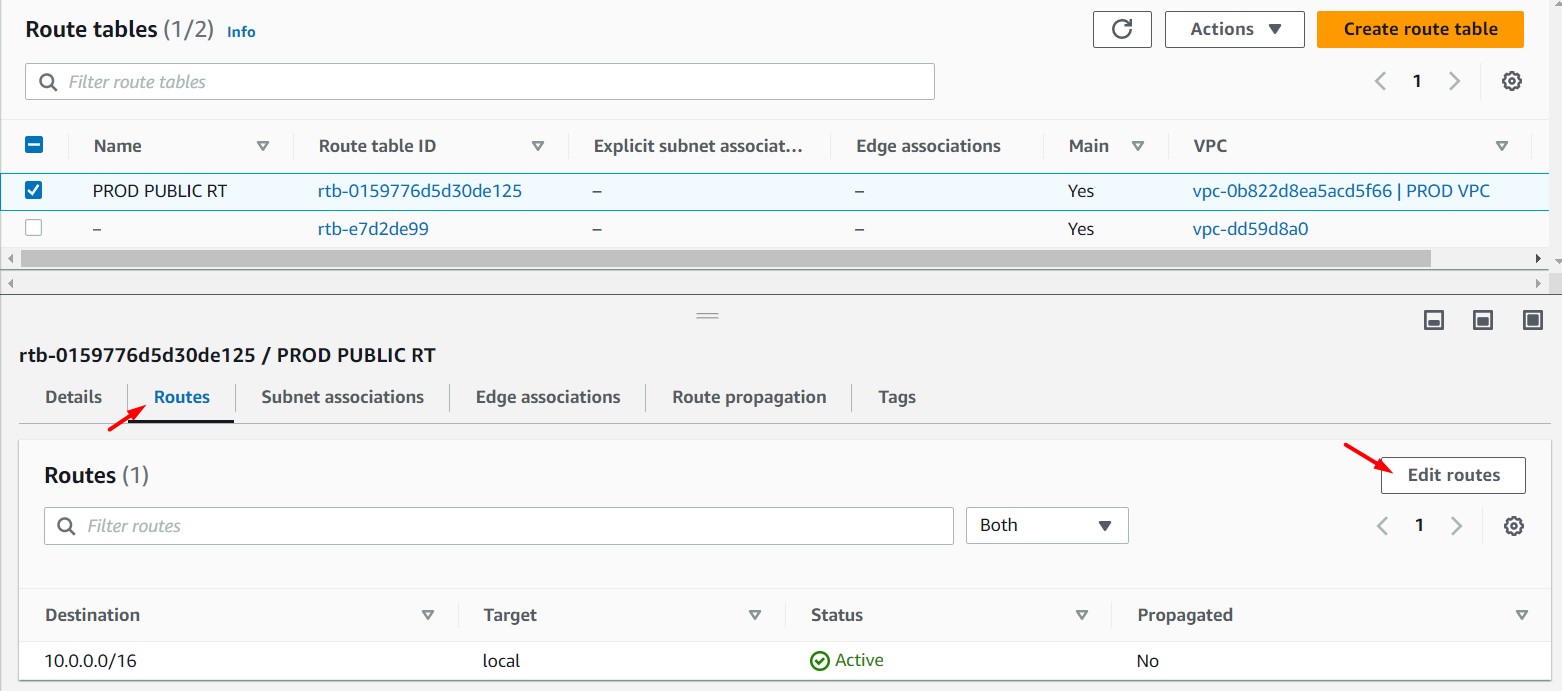 Route tables (1/2) Info Actions Create route table
Filter route tables 1
Name Route table ID Explicit subnet associat... Edge associations Main VPC
PROD PUBLIC RT rtb-0159776d5d30de125 – – Yes vpc-0b822d8ea5acd5f66 | PROD VPC
– rtb-e7d2de99 – – Yes vpc-dd59d8a0
rtb-0159776d5d30de125 / PROD PUBLIC RT
Details Routes Subnet associations Edge associations Route propagation Tags
Routes (1) Edit routes
Filter routes Both 1
Destination Target Status Propagated
10.0.0.0/16 local Active No